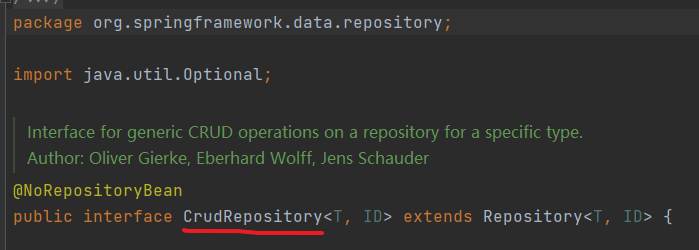 package org.springframework.data.repository;
import java.util.Optional;
Interface for generic CRUD operations on a repository for a specific type.
Author: Oliver Gierke, Eberhard Wolff, Jens Schauder
@NoRepositoryBean
public interface CrudRepository<T, ID> extends Repository<T, ID> {